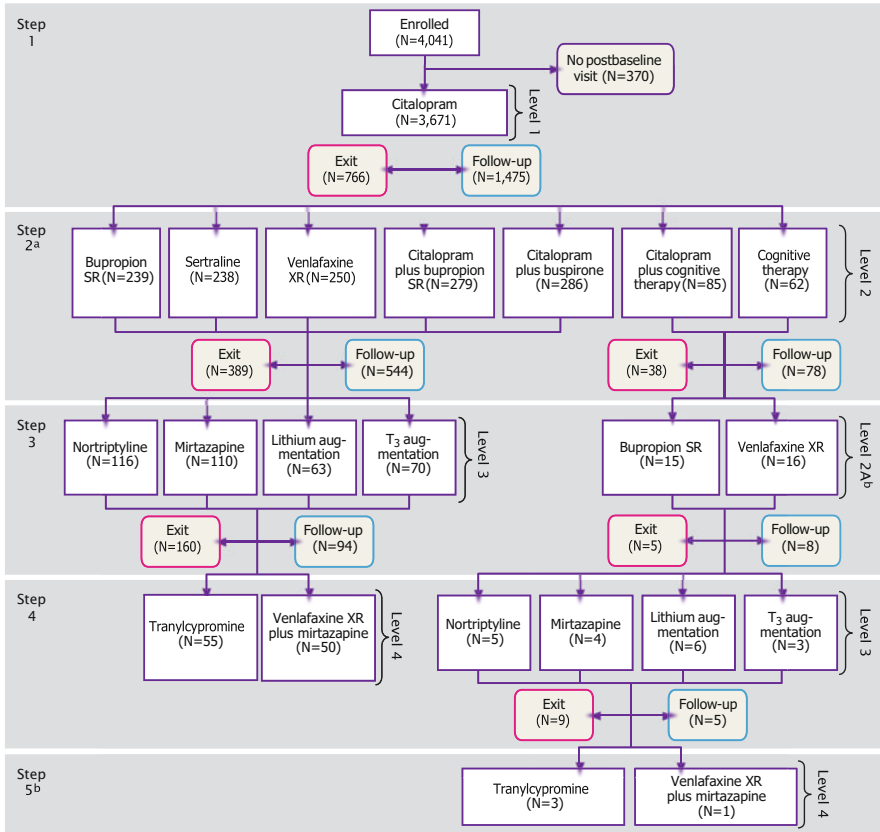 Step
1
Enrolled
(N=4,041)
No postbaseline
visit (N=370)
Citalopram
(N=3,671)
Level 1
Exit
(N=766)
Follow-up
(N=1,475)
Step
2a
Bupropion
SR(N=239)
Sertraline
(N=238)
Venlafaxine
XR(N=250)
Citalopram
plus bupropion
SR(N=279)
Citalopram
plus buspirone
(N=286)
Citalopram
plus cognitive
therapy(N=85)
Cognitive
therapy
(N=62)
Level 2
Exit
(N=389)
Follow-up
(N=544)
Exit
(N=38)
Follow-up
(N=78)
Step
3
Nortriptyline
(N=116)
Mirtazapine
(N=110)
Lithium aug-
mentation
(N=63)
T3 aug-
mentation
(N=70)
Level 3
Bupropion SR
(N=15)
Venlafaxine XR
(N=16)
Level 2Ab
Exit
(N=160)
Follow-up
(N=94)
Exit
(N=5)
Follow-up
(N=8)
Step
4
Tranylcypromine
(N=55)
Venlafaxine XR
plus mirtazapine
(N=50)
Level 4
Nortriptyline
(N=5)
Mirtazapine
(N=4)
Lithium aug-
mentation
(N=6)
T3 aug-
mentation
(N=3)
Level 3
Exit
(N=9)
Follow-up
(N=5)
Step
5b
Tranylcypromine
(N=3)
Venlafaxine XR
plus mirtazapine
(N=1)
Level 4